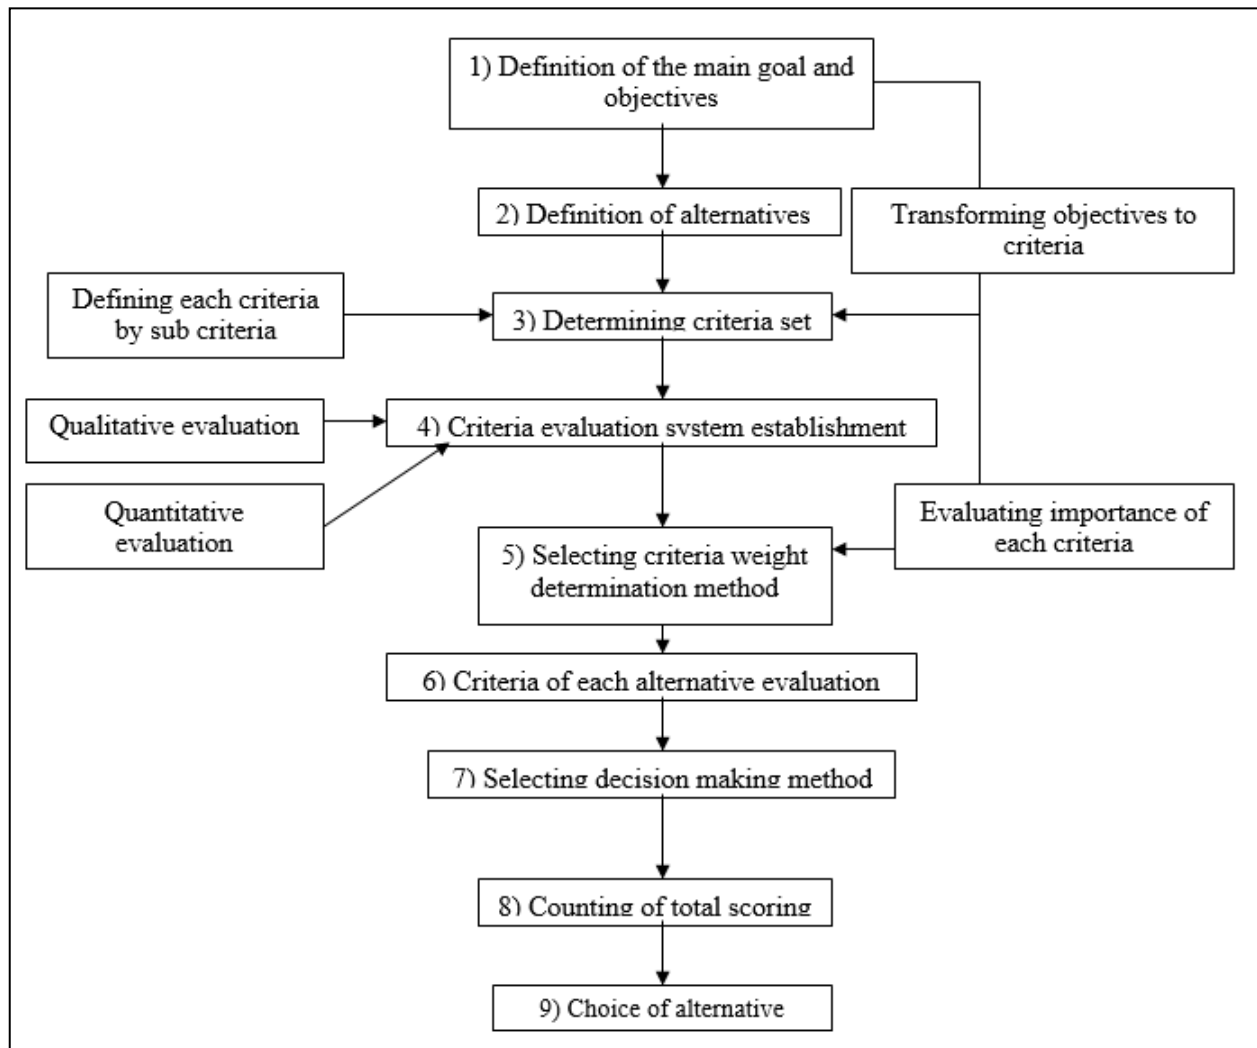 1) Definition of the main goal and
objectives
2) Definition of alternatives
Transforming objectives to
criteria
Defining each criteria
by sub criteria
3) Determining criteria set
Qualitative evaluation
4) Criteria evaluation system establishment
Quantitative
evaluation
Evaluating importance of
each criteria
5) Selecting criteria weight
determination method
6) Criteria of each alternative evaluation
7) Selecting decision making method
8) Counting of total scoring
9) Choice of alternative